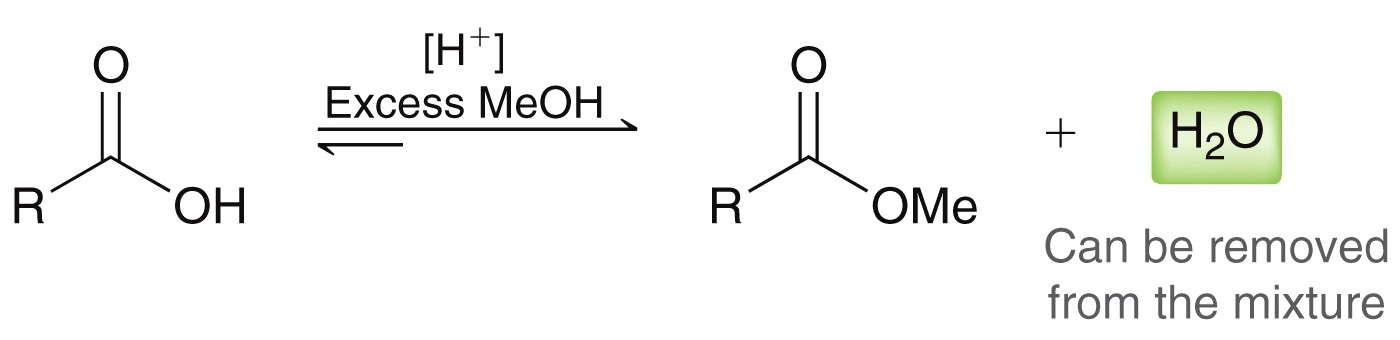 O
[H⁺]
O
Excess MeOH
+
H₂O
R
OH
R
OMe
Can be removed
from the mixture